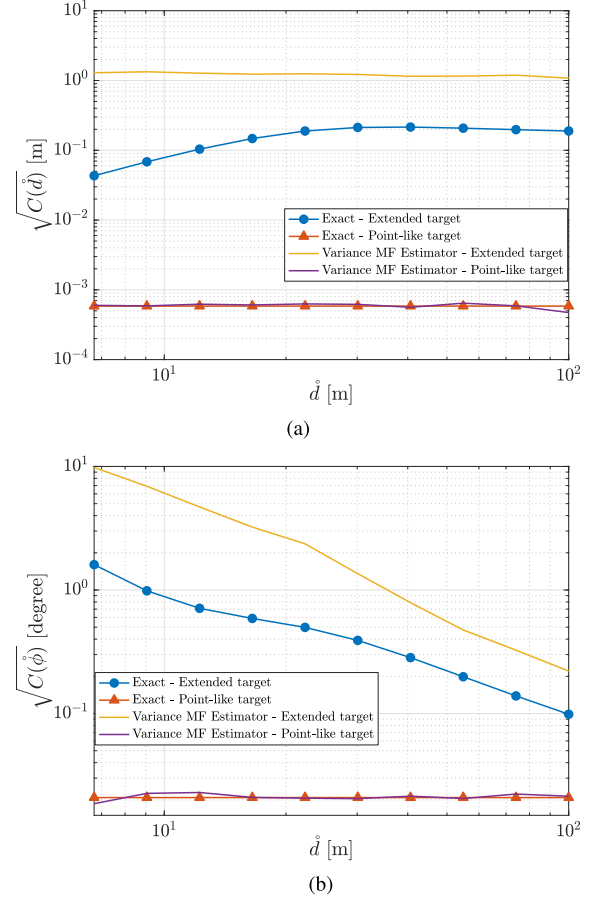 10^1
10^0
10^-1
10^-2
10^-3
10^-4
√C(d̊) [m]
Exact - Extended target
Exact - Point-like target
Variance MF Estimator - Extended target
Variance MF Estimator - Point-like target
10^1
10^2
d̊ [m]
(a)
10^1
10^0
10^-1
√C(φ̊) [degree]
Exact - Extended target
Exact - Point-like target
Variance MF Estimator - Extended target
Variance MF Estimator - Point-like target
10^1
10^2
d̊ [m]
(b)